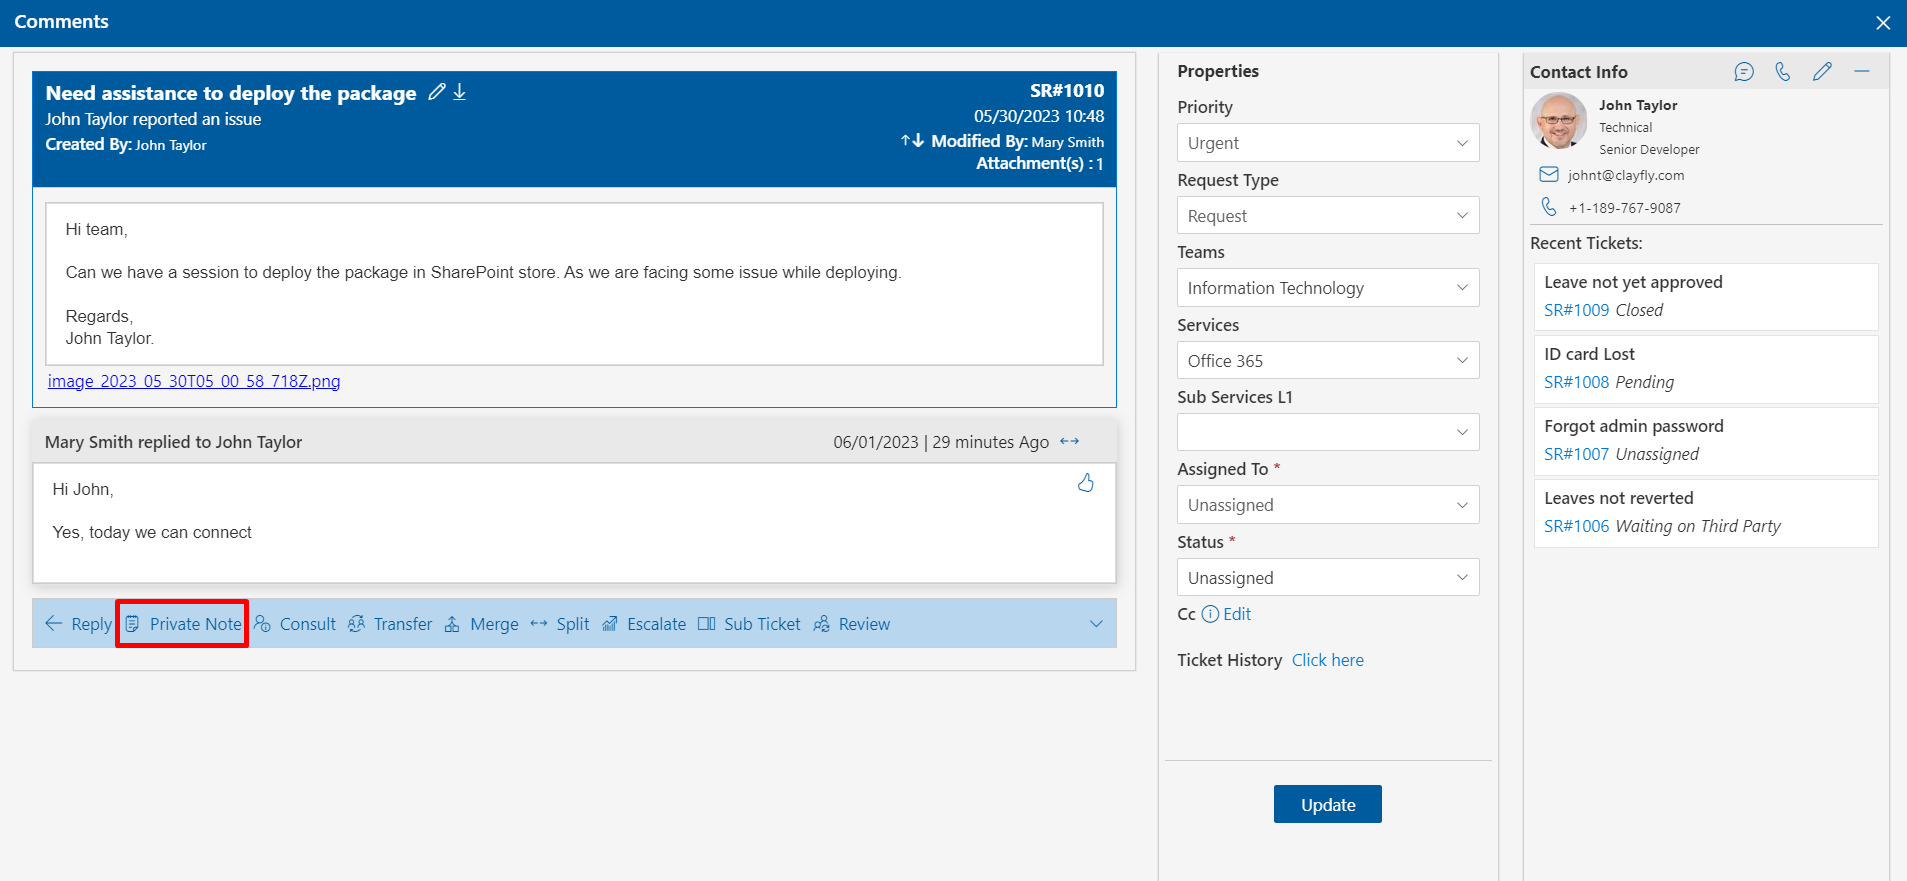 Comments
Need assistance to deploy the package
SR#1010
John Taylor reported an issue
05/30/2023 10:48
Created By: John Taylor
Modified By: Mary Smith
Attachment(s) : 1
Hi team,
Can we have a session to deploy the package in SharePoint store. As we are facing some issue while deploying.
Regards,
John Taylor.
image_2023_05_30T05_00_58_718Z.png
Mary Smith replied to John Taylor
06/01/2023 | 29 minutes Ago
Hi John,
Yes, today we can connect
Reply Private Note Consult Transfer Merge Split Escalate Sub Ticket Review
Properties
Priority
Urgent
Request Type
Request
Teams
Information Technology
Services
Office 365
Sub Services L1
Assigned To *
Unassigned
Status *
Unassigned
Cc Edit
Ticket History Click here
Update
Contact Info
John Taylor
Technical
Senior Developer
johnt@clayfly.com
+1-189-767-9087
Recent Tickets:
Leave not yet approved
SR#1009 Closed
ID card Lost
SR#1008 Pending
Forgot admin password
SR#1007 Unassigned
Leaves not reverted
SR#1006 Waiting on Third Party